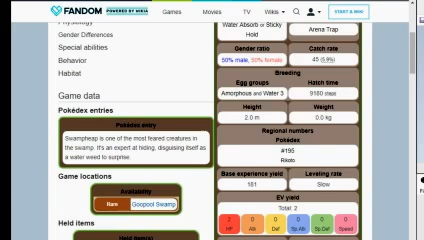 FANDOM POWERED BY WIKIA Games Movies TV Wikis START A WIKI
Physiology
Gender Differences
Special abilities
Behavior
Habitat
Game data
Pokédex entries
Pokédex entry
Swampheap is one of the most feared creatures in
the swamp. It's an expert at hiding, disguising itself as
a water weed to surprise.
Game locations
Availability
Rare Goopool Swamp
Held items
Held item(s)
Water Absorb or Sticky
Hold
Arena Trap
Gender ratio Catch rate
50% male, 50% female 45 (5.9%)
Breeding
Egg groups Hatch time
Amorphous and Water 3 9180 steps
Height Weight
2.0 m 0.0 kg
Regional numbers
Pokédex
#195
Rikoto
Base experience yield Leveling rate
181 Slow
EV yield
Total: 2
2 0 0 0 0 0
HP Atk Def Sp.Atk Sp.Def Speed